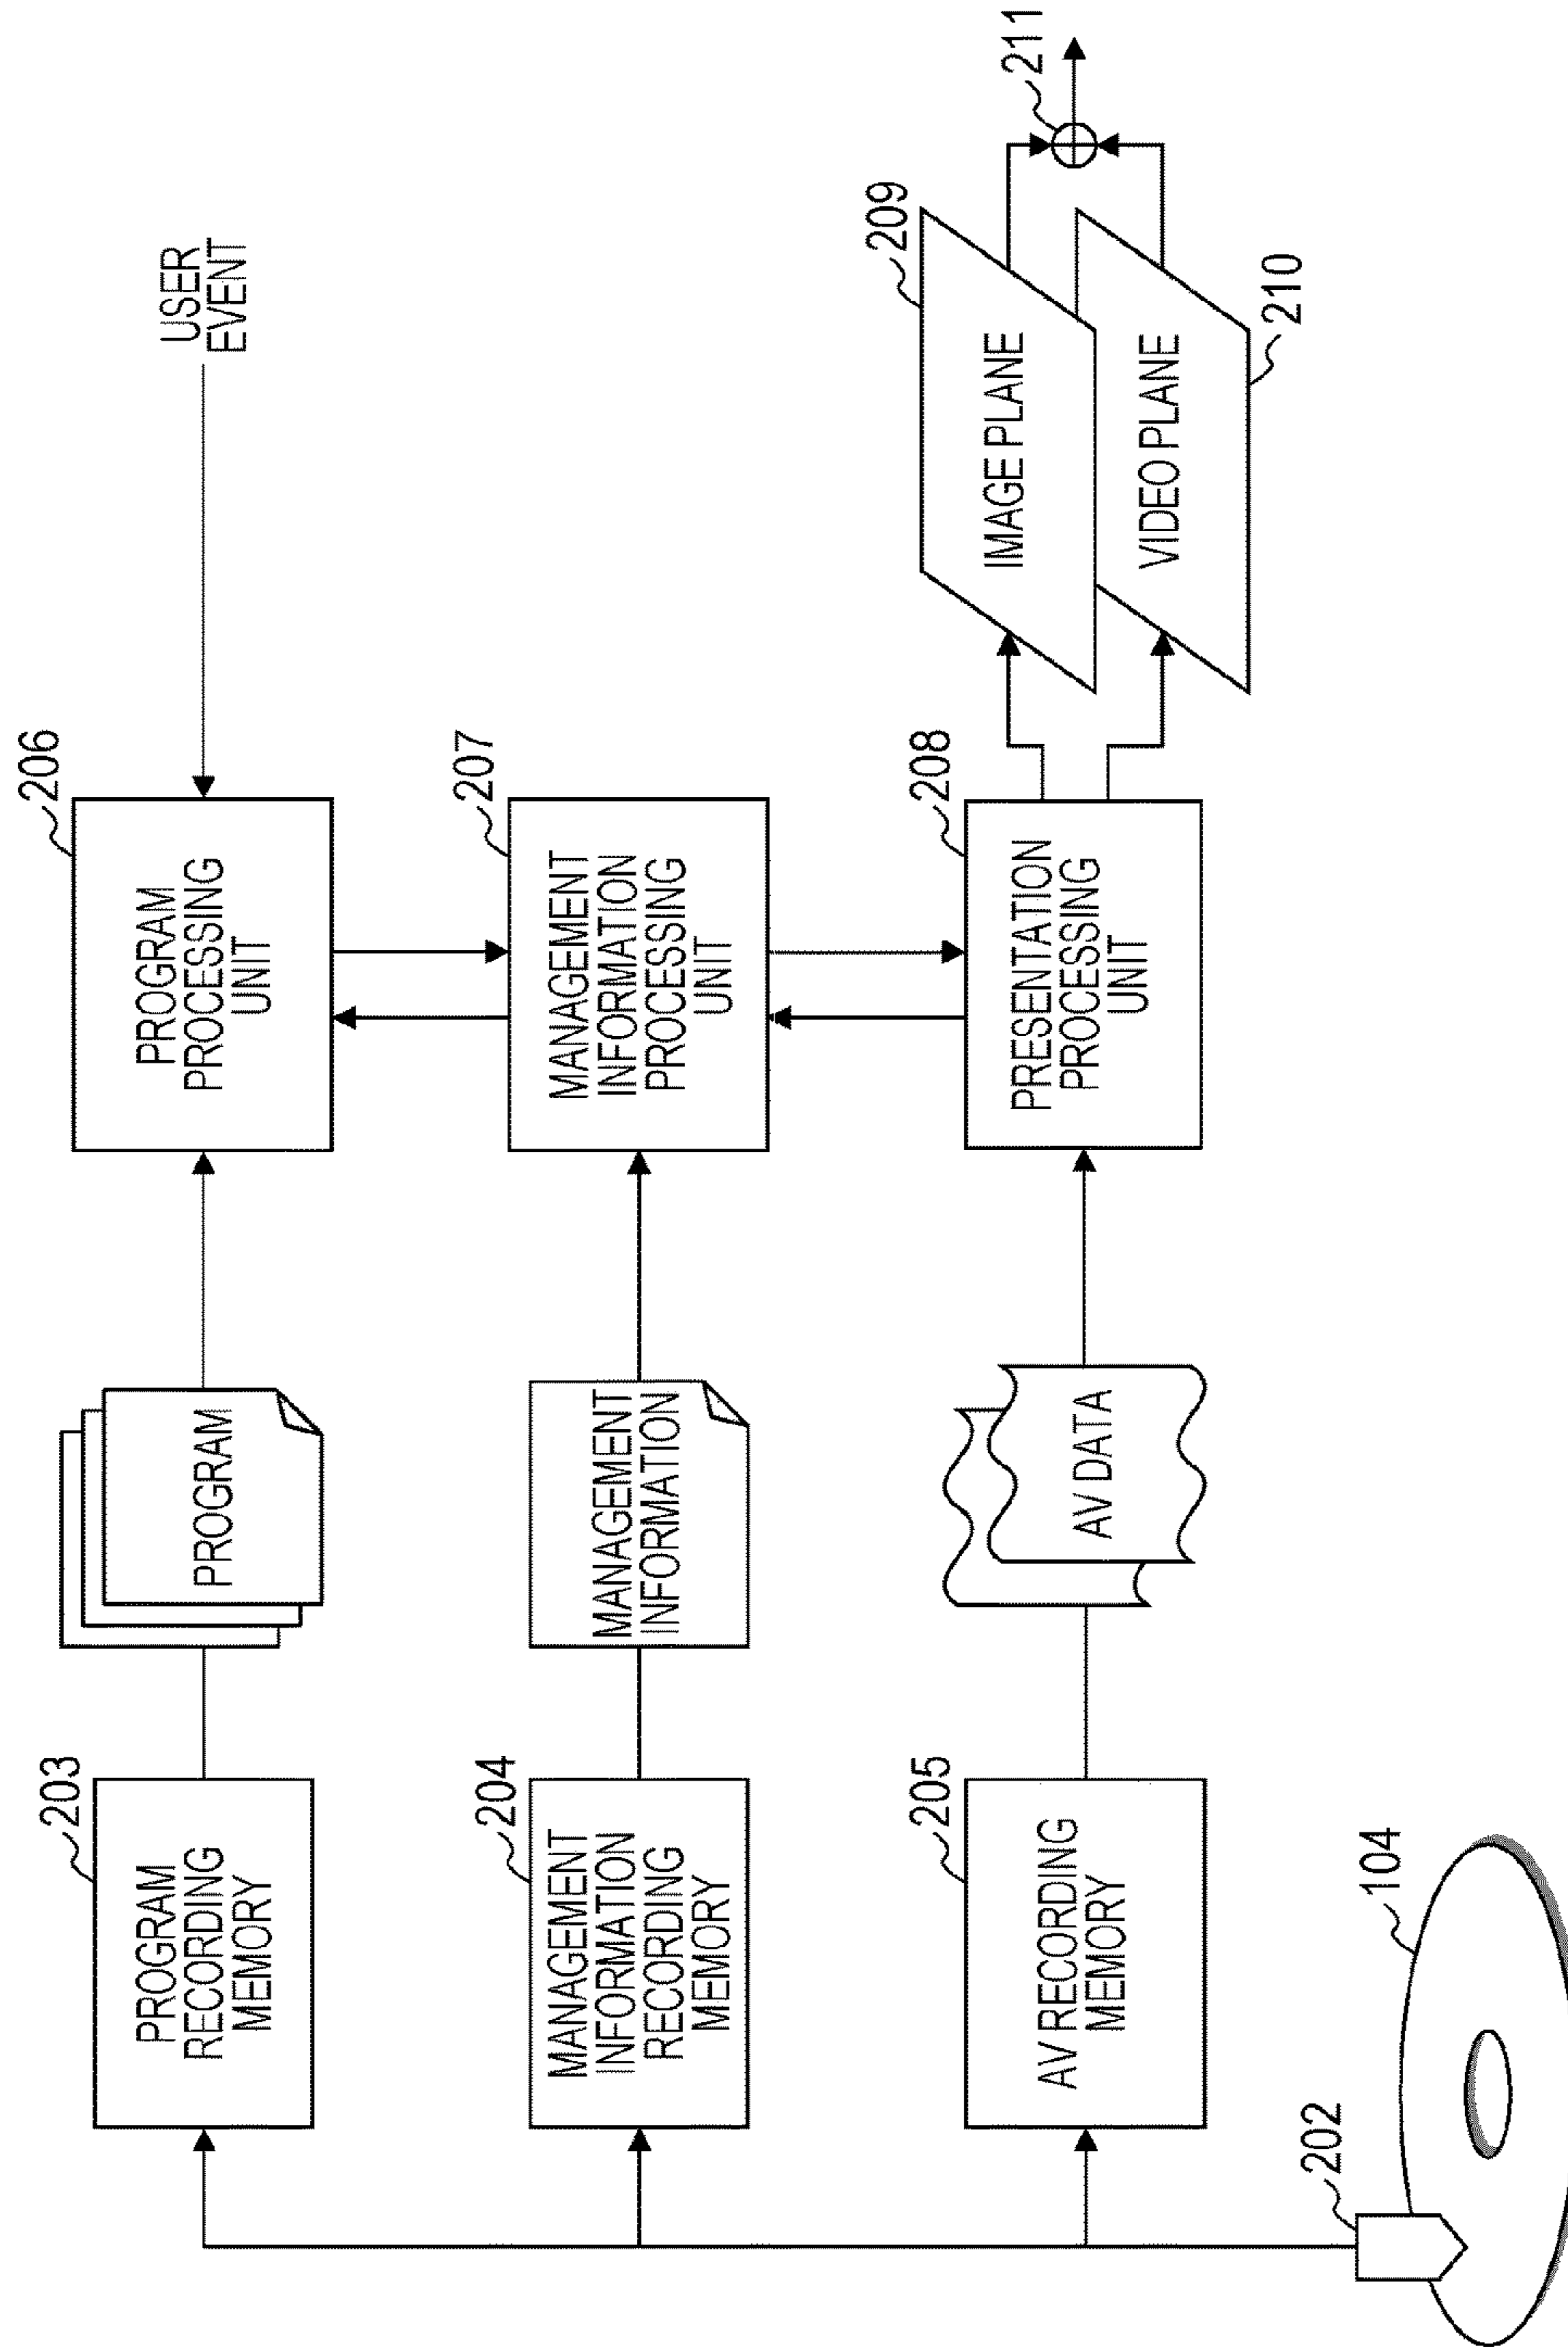 203
PROGRAM
RECORDING
MEMORY
PROGRAM
206
PROGRAM
PROCESSING
UNIT
USER
EVENT
204
MANAGEMENT
INFORMATION
RECORDING
MEMORY
MANAGEMENT
INFORMATION
207
MANAGEMENT
INFORMATION
PROCESSING
UNIT
205
AV RECORDING
MEMORY
AV DATA
208
PRESENTATION
PROCESSING
UNIT
209
IMAGE PLANE
211
VIDEO PLANE
210
202
104